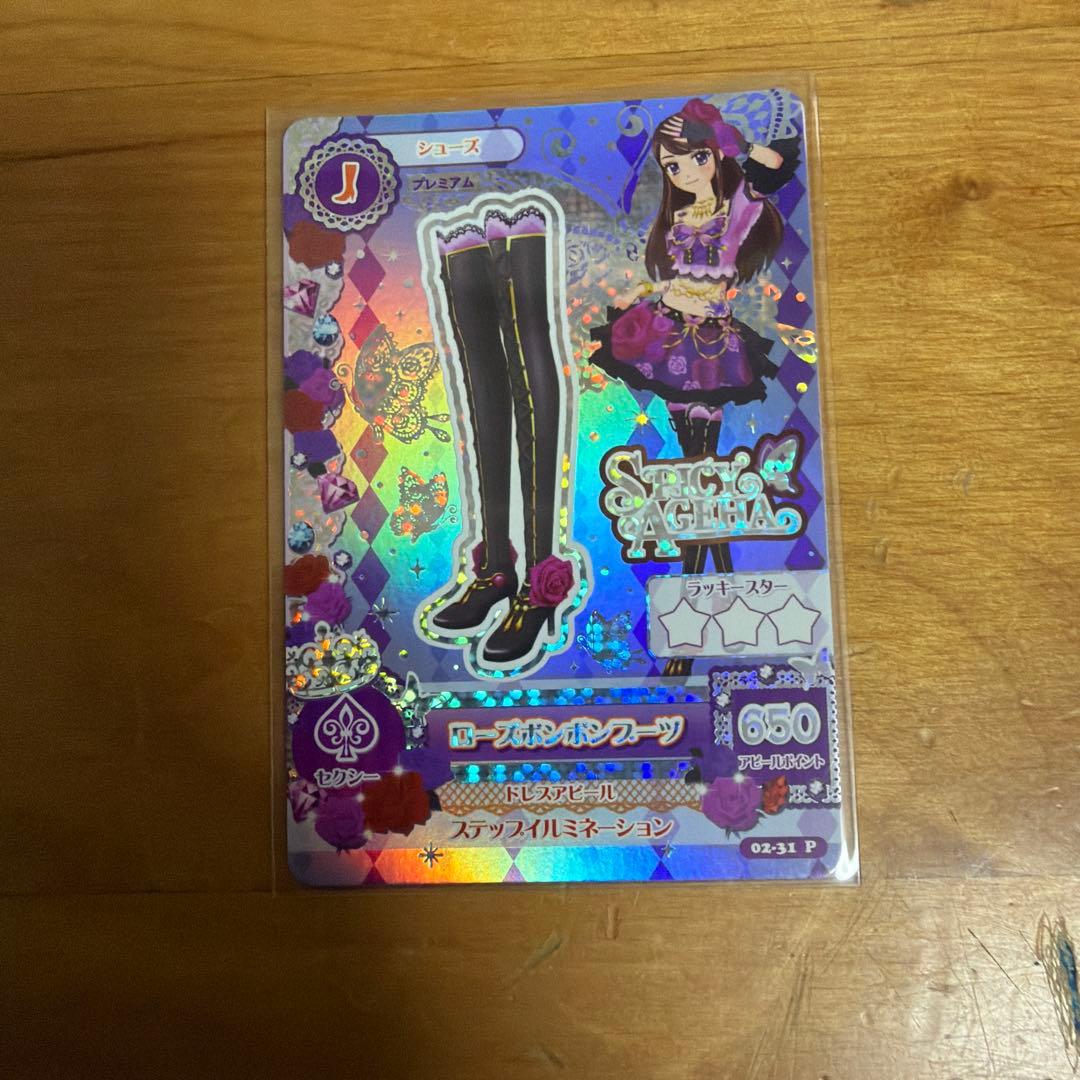 シューズ
プレミアム
SPICY
AGEHA
ラッキースター
ローズボンボンブーツ
650
アピールポイント
セクシー
ドレスアピール
ステップイルミネーション
02-31 P